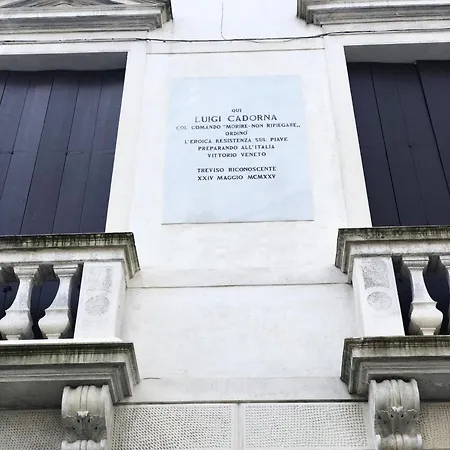 QUI
LUIGI CADORNA
COL COMANDO "MORIRE-NON RIPIEGARE„
ORDINÒ
L'EROICA RESISTENZA SUL PIAVE
PREPARANDO ALL'ITALIA
VITTORIO VENETO
TREVISO RICONOSCENTE
XXIV MAGGIO MCMXXV